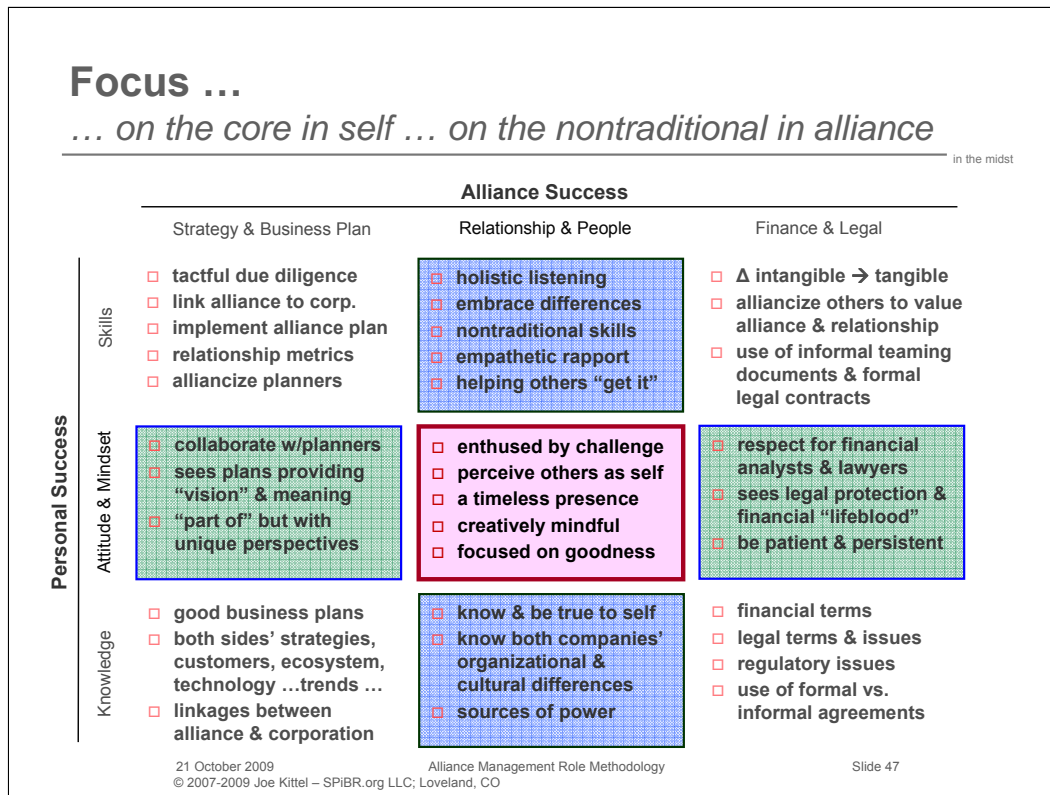 Focus …
… on the core in self … on the nontraditional in alliance
in the midst
Alliance Success
Strategy & Business Plan
Relationship & People
Finance & Legal
Personal Success
Skills
□ tactful due diligence
□ link alliance to corp.
□ implement alliance plan
□ relationship metrics
□ alliancize planners
□ holistic listening
□ embrace differences
□ nontraditional skills
□ empathetic rapport
□ helping others “get it”
□ Δ intangible → tangible
□ alliancize others to value
alliance & relationship
□ use of informal teaming
documents & formal
legal contracts
Attitude & Mindset
□ collaborate w/planners
□ sees plans providing
“vision” & meaning
□ “part of” but with
unique perspectives
□ enthused by challenge
□ perceive others as self
□ a timeless presence
□ creatively mindful
□ focused on goodness
□ respect for financial
analysts & lawyers
□ sees legal protection &
financial “lifeblood”
□ be patient & persistent
Knowledge
□ good business plans
□ both sides’ strategies,
customers, ecosystem,
technology …trends …
□ linkages between
alliance & corporation
□ know & be true to self
□ know both companies’
organizational &
cultural differences
□ sources of power
□ financial terms
□ legal terms & issues
□ regulatory issues
□ use of formal vs.
informal agreements
21 October 2009
Alliance Management Role Methodology
Slide 47
© 2007-2009 Joe Kittel – SPiBR.org LLC; Loveland, CO